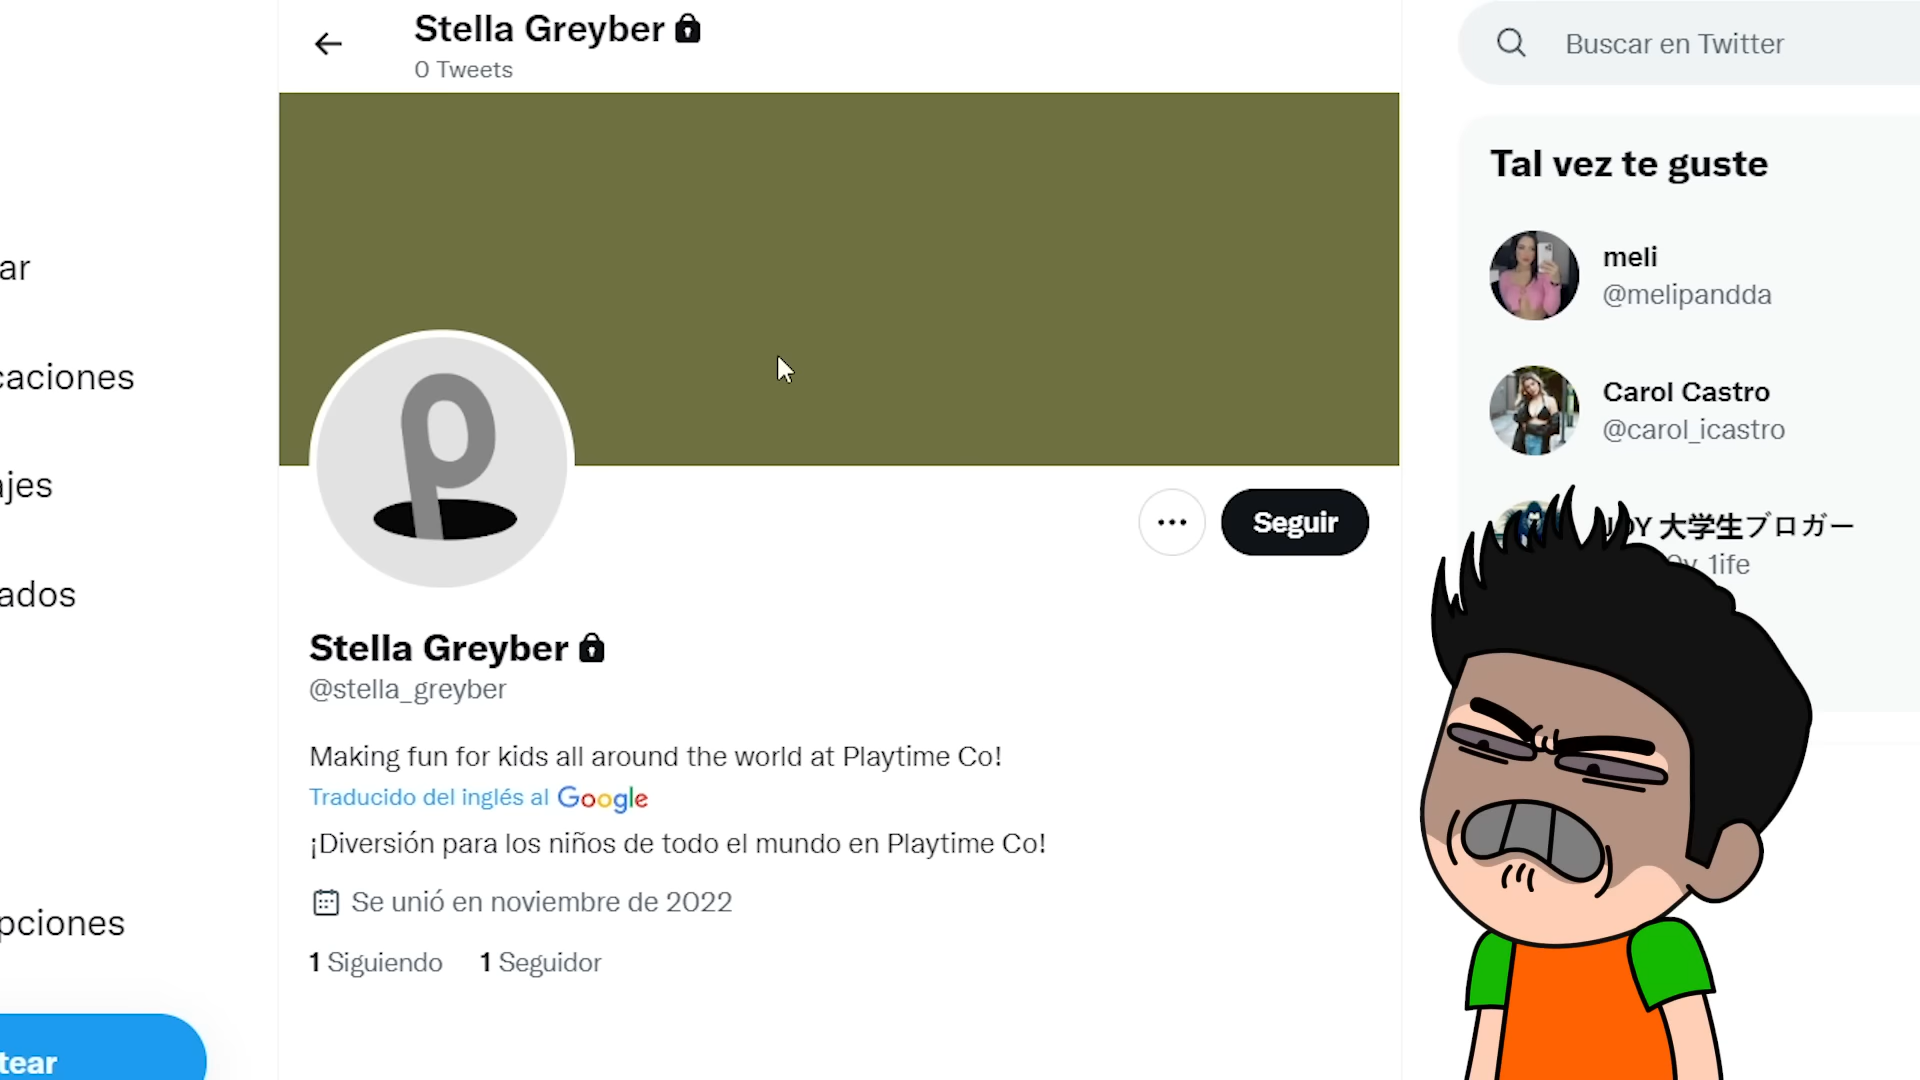 Stella Greyber
0 Tweets
ar
caciones
ajes
ados
pciones
tear
Seguir
Stella Greyber
@stella_greyber
Making fun for kids all around the world at Playtime Co!
Traducido del inglés al Google
¡Diversión para los niños de todo el mundo en Playtime Co!
Se unió en noviembre de 2022
1 Siguiendo 1 Seguidor
Buscar en Twitter
Tal vez te guste
meli
@melipandda
Carol Castro
@carol_icastro
大学生ブロガー